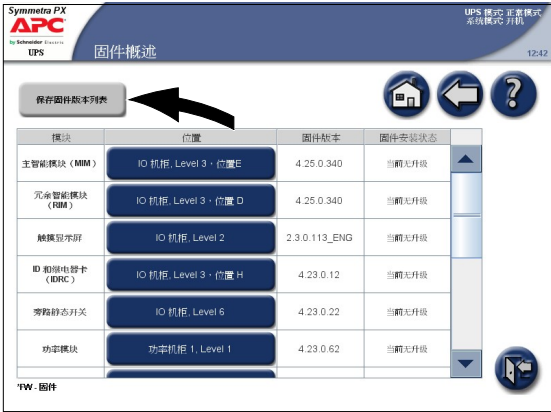 Symmetra PX
APC
by Schneider Electric
UPS
固件概述
UPS 模式 正常模式
系统模式 开机
12:42
保存固件版本列表
?
模块 位置 固件版本 固件安装状态
主智能模块（MIM） IO 机柜, Level 3，位置E 4.25.0.340 当前无升级
冗余智能模块（RIM） IO 机柜, Level 3，位置 D 4.25.0.340 当前无升级
触摸显示屏 IO 机柜, Level 2 2.3.0.113_ENG 当前无升级
ID 和继电器卡（IDRC） IO 机柜, Level 3，位置 H 4.23.0.12 当前无升级
旁路静态开关 IO 机柜, Level 6 4.23.0.22 当前无升级
功率模块 功率机柜 1, Level 1 4.23.0.62 当前无升级
*FW - 固件